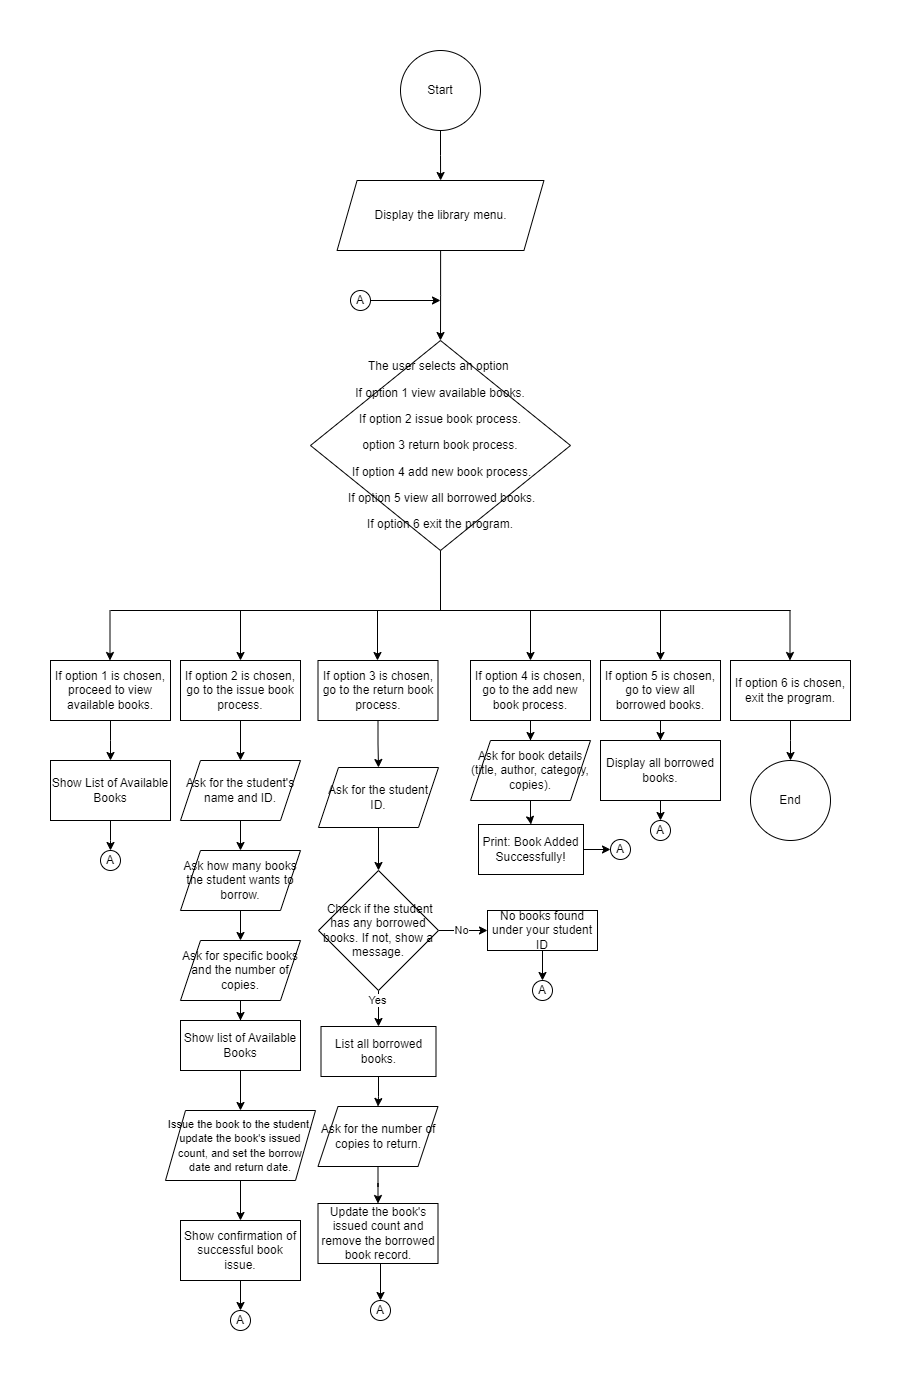 Start
Display the library menu.
A
The user selects an option
If option 1 view available books.
If option 2 issue book process.
option 3 return book process.
If option 4 add new book process.
If option 5 view all borrowed books.
If option 6 exit the program.
If option 1 is chosen,
proceed to view
available books.
Show List of Available
Books
A
If option 2 is chosen,
go to the issue book
process.
Ask for the student's
name and ID.
Ask how many books
the student wants to
borrow.
Ask for specific books
and the number of
copies.
Show list of Available
Books
Issue the book to the student,
update the book's issued
count, and set the borrow
date and return date.
Show confirmation of
successful book
issue.
A
If option 3 is chosen,
go to the return book
process.
Ask for the student
ID.
Check if the student
has any borrowed
books. If not, show a
message.
No
No books found
under your student
ID
A
Yes
List all borrowed
books.
Ask for the number of
copies to return.
Update the book's
issued count and
remove the borrowed
book record.
A
If option 4 is chosen,
go to the add new
book process.
Ask for book details
(title, author, category,
copies).
Print: Book Added
Successfully!
A
If option 5 is chosen,
go to view all
borrowed books.
Display all borrowed
books.
A
If option 6 is chosen,
exit the program.
End